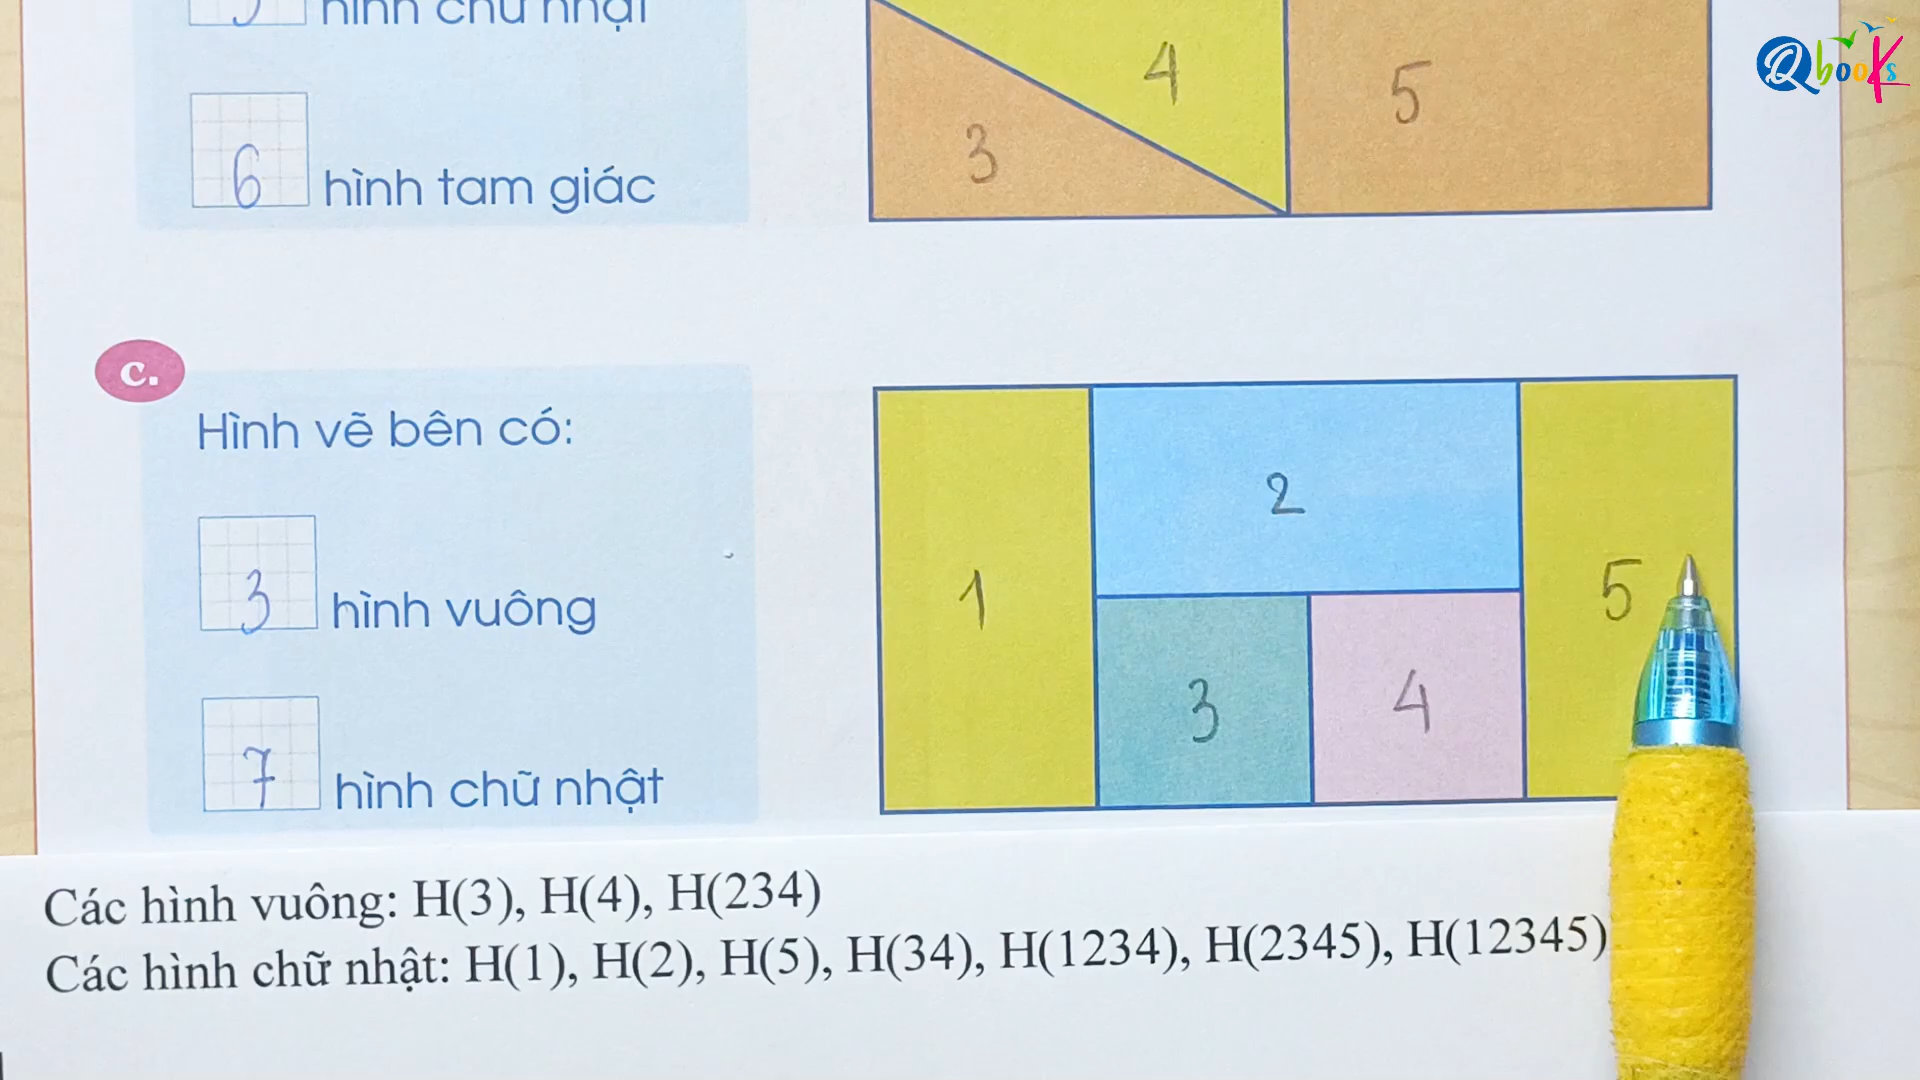 hình chữ nhật
4
5
3
6 hình tam giác
Qbooks
c.
Hình vẽ bên có:
3 hình vuông
7 hình chữ nhật
1
2
3
4
5
Các hình vuông: H(3), H(4), H(234)
Các hình chữ nhật: H(1), H(2), H(5), H(34), H(1234), H(2345), H(12345)